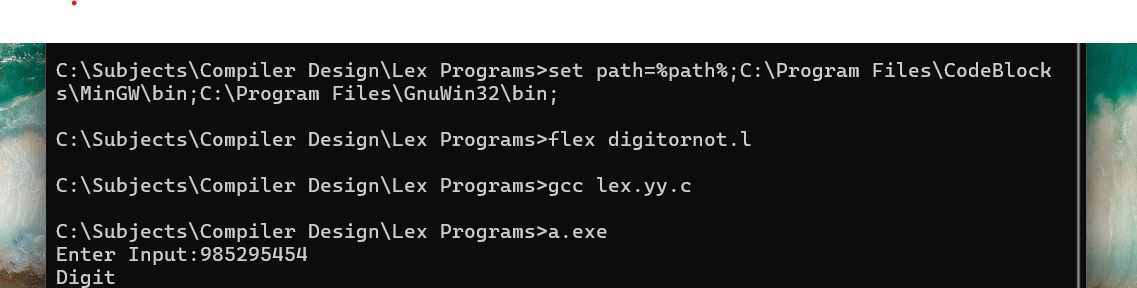 C:\Subjects\Compiler Design\Lex Programs>set path=%path%;C:\Program Files\CodeBlock
s\MinGW\bin;C:\Program Files\GnuWin32\bin;
C:\Subjects\Compiler Design\Lex Programs>flex digitornot.l
C:\Subjects\Compiler Design\Lex Programs>gcc lex.yy.c
C:\Subjects\Compiler Design\Lex Programs>a.exe
Enter Input:985295454
Digit